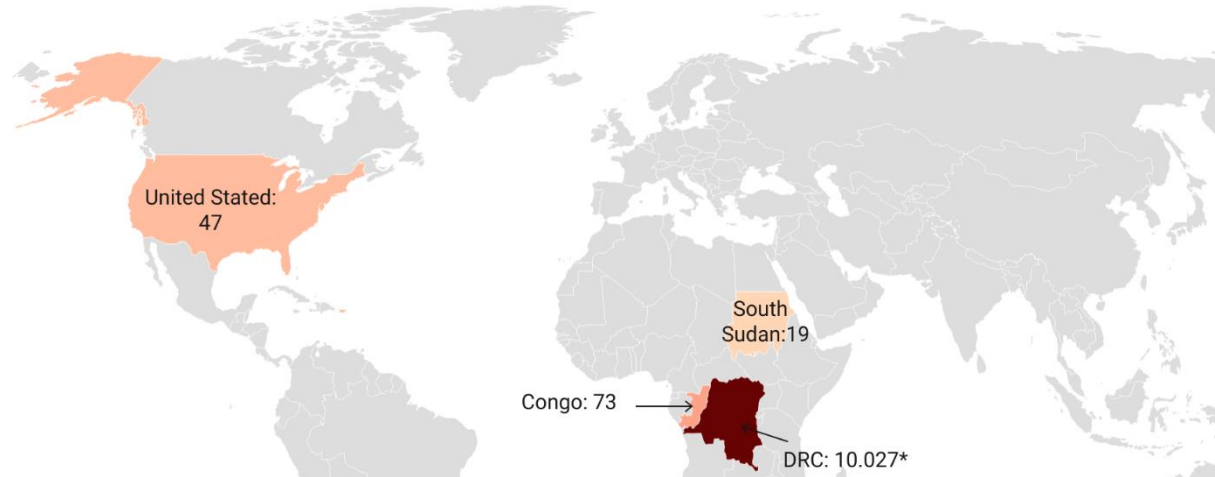 United Stated:
47
South
Sudan:19
Congo: 73
DRC: 10.027*